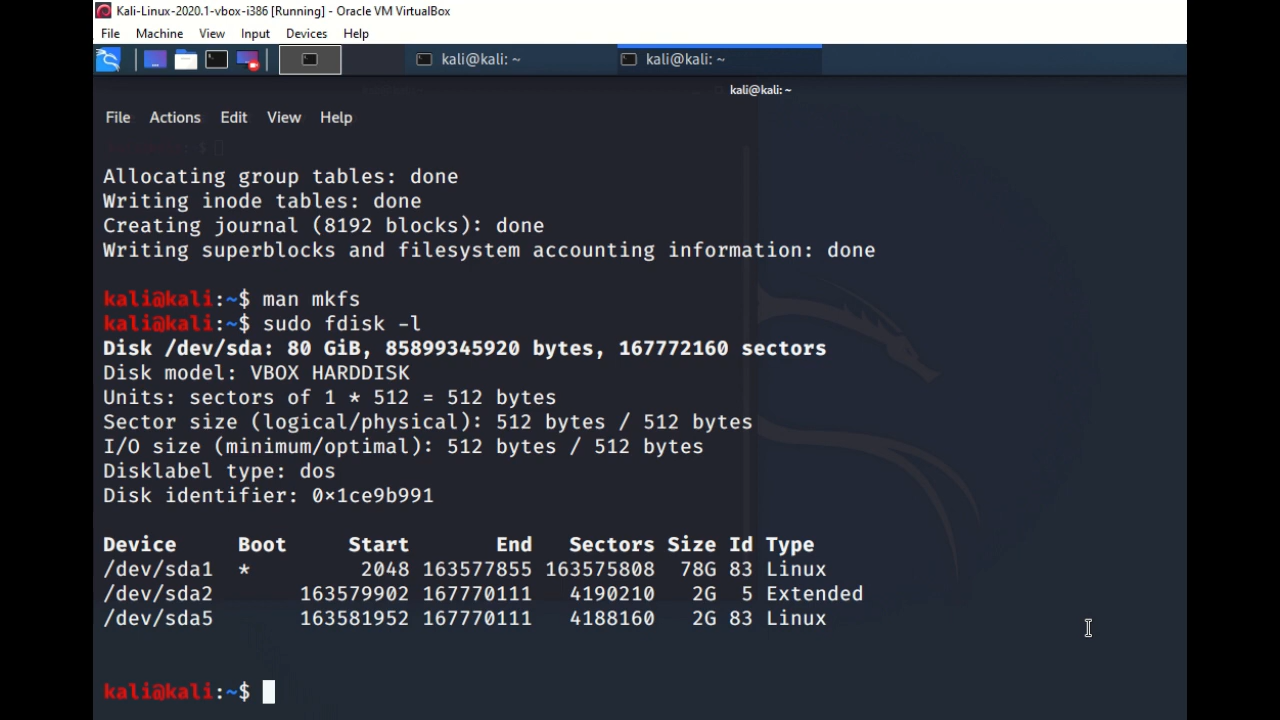 Kali-Linux-2020.1-vbox-i386 [Running] - Oracle VM VirtualBox
File Machine View Input Devices Help
kali@kali: ~ kali@kali: ~
kali@kali: ~
File Actions Edit View Help
Allocating group tables: done
Writing inode tables: done
Creating journal (8192 blocks): done
Writing superblocks and filesystem accounting information: done
kali@kali:~$ man mkfs
kali@kali:~$ sudo fdisk -l
Disk /dev/sda: 80 GiB, 85899345920 bytes, 167772160 sectors
Disk model: VBOX HARDDISK
Units: sectors of 1 * 512 = 512 bytes
Sector size (logical/physical): 512 bytes / 512 bytes
I/O size (minimum/optimal): 512 bytes / 512 bytes
Disklabel type: dos
Disk identifier: 0×1ce9b991
Device Boot Start End Sectors Size Id Type
/dev/sda1 * 2048 163577855 163575808 78G 83 Linux
/dev/sda2 163579902 167770111 4190210 2G 5 Extended
/dev/sda5 163581952 167770111 4188160 2G 83 Linux
kali@kali:~$